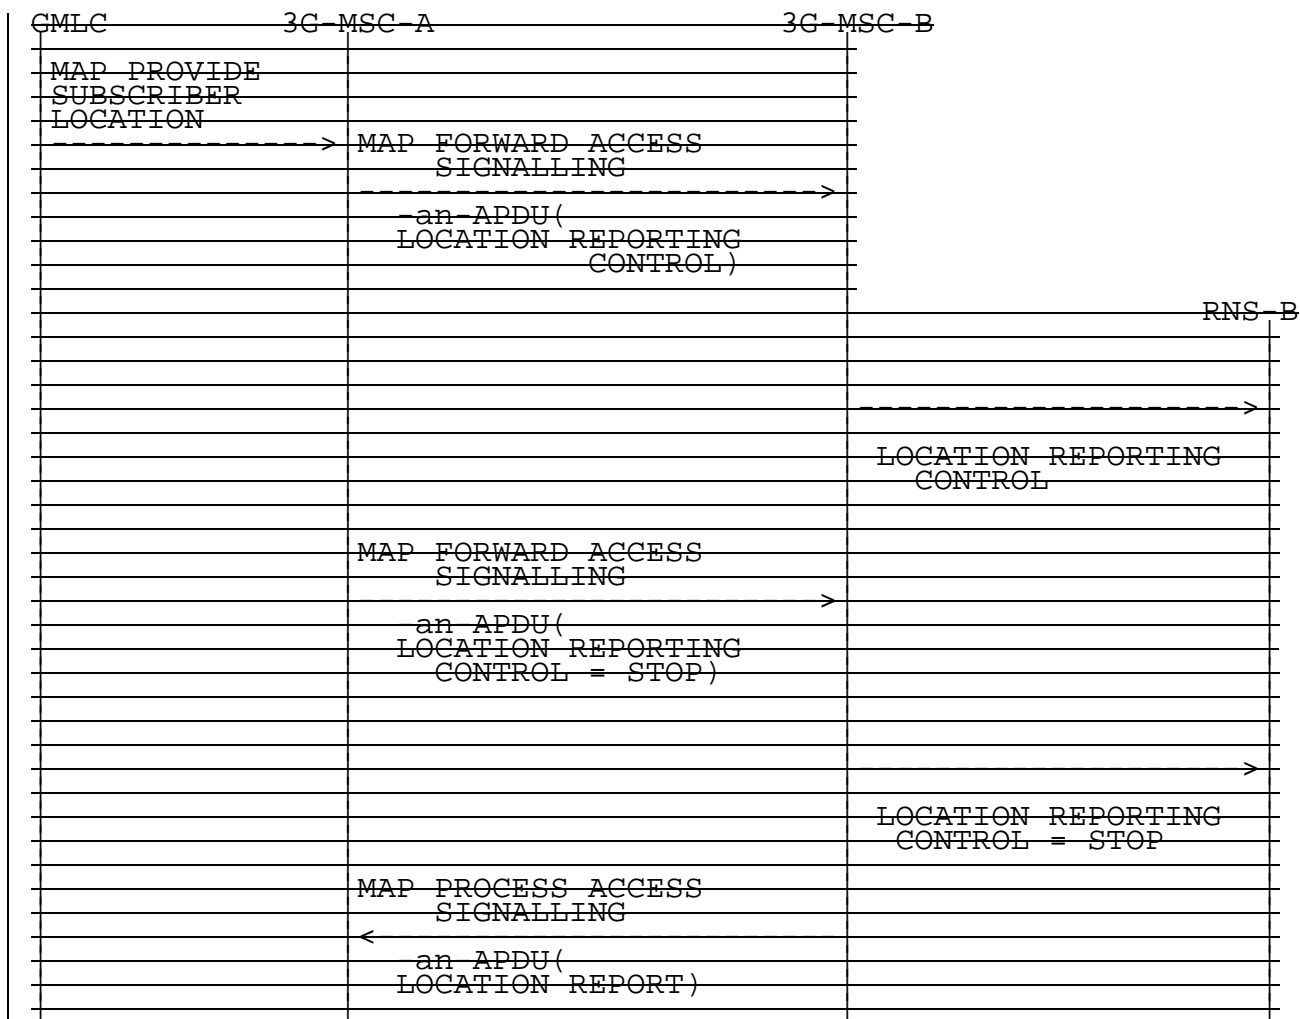 GMLC 3G-MSC-A 3G-MSC-B
MAP PROVIDE
SUBSCRIBER
LOCATION
--------------> MAP FORWARD ACCESS
SIGNALLING
------------------------>
-an-APDU(
LOCATION REPORTING
CONTROL)
RNS-B
-------------------->
LOCATION REPORTING
CONTROL
MAP FORWARD ACCESS
SIGNALLING
------------------------>
-an-APDU(
LOCATION REPORTING
CONTROL = STOP)
-------------------->
LOCATION REPORTING
CONTROL = STOP
MAP PROCESS ACCESS
SIGNALLING
<------------------------
-an-APDU(
LOCATION REPORT)